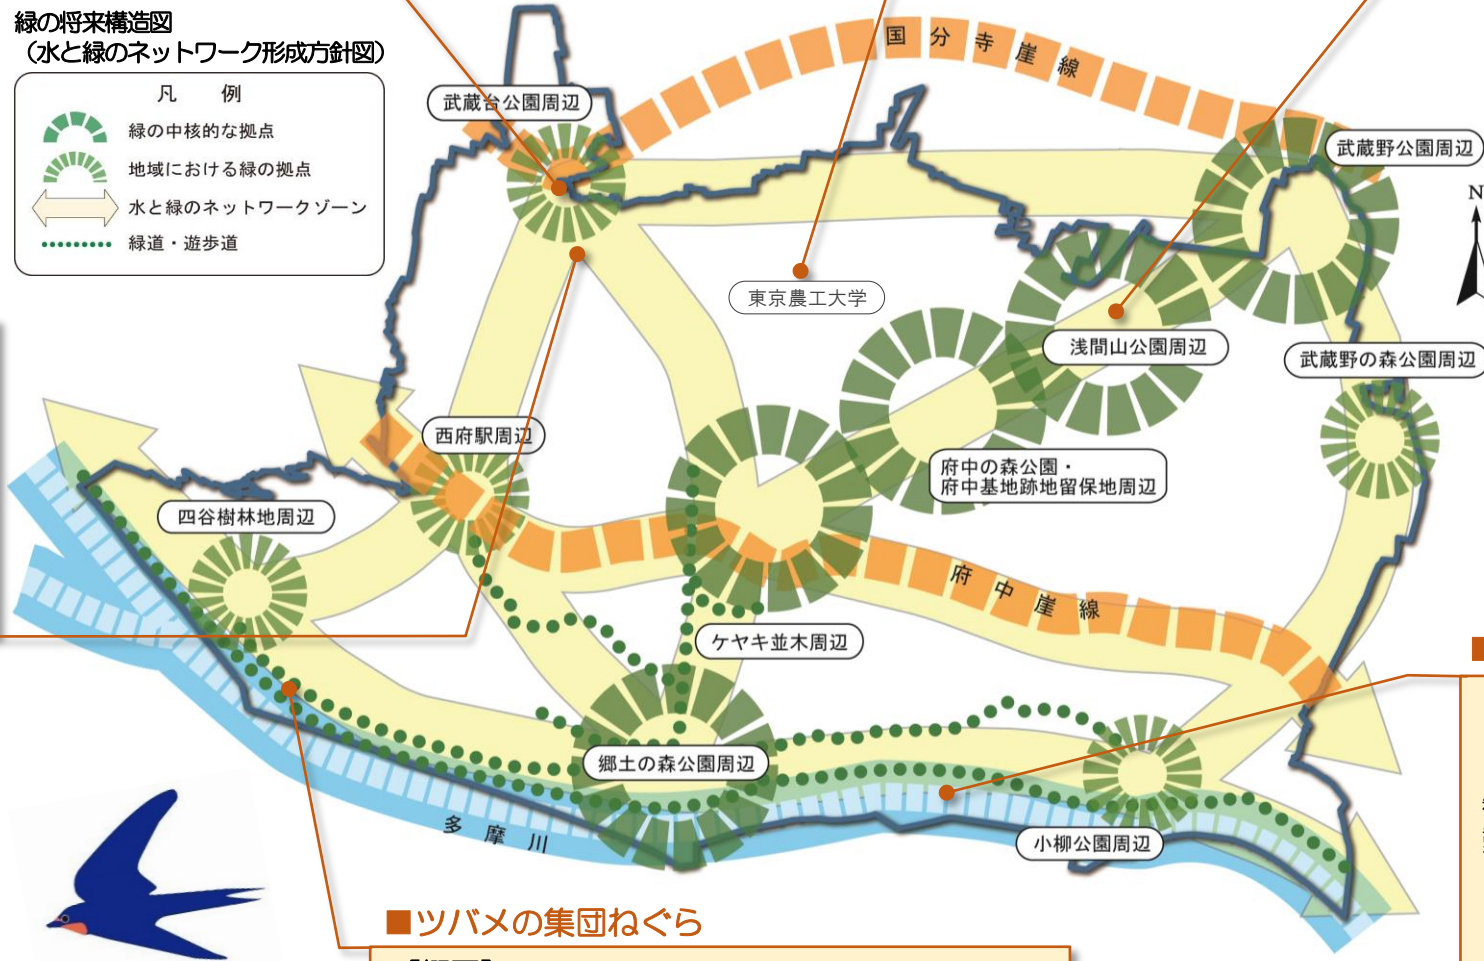 緑の将来構造図
（水と緑のネットワーク形成方針図）
凡　例
緑の中核的な拠点
地域における緑の拠点
水と緑のネットワークゾーン
緑道・遊歩道
国分寺崖線
武蔵台公園周辺
武蔵野公園周辺
N
東京農工大学
浅間山公園周辺
武蔵野の森公園周辺
西府駅周辺
府中の森公園・
府中基地跡地留保地周辺
四谷樹林地周辺
府中崖線
ケヤキ並木周辺
郷土の森公園周辺
多摩川
小柳公園周辺
■ツバメの集団ねぐら